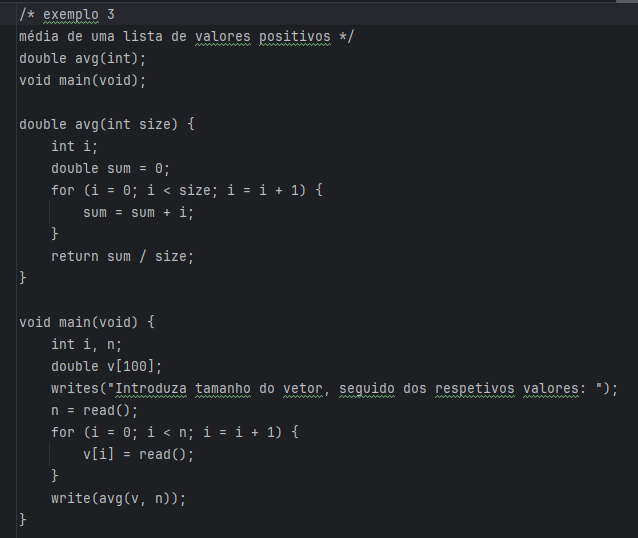 /* exemplo 3
média de uma lista de valores positivos */
double avg(int);
void main(void);

double avg(int size) {
    int i;
    double sum = 0;
    for (i = 0; i < size; i = i + 1) {
        sum = sum + i;
    }
    return sum / size;
}

void main(void) {
    int i, n;
    double v[100];
    writes("Introduza tamanho do vetor, seguido dos respetivos valores: ");
    n = read();
    for (i = 0; i < n; i = i + 1) {
        v[i] = read();
    }
    write(avg(v, n));
}